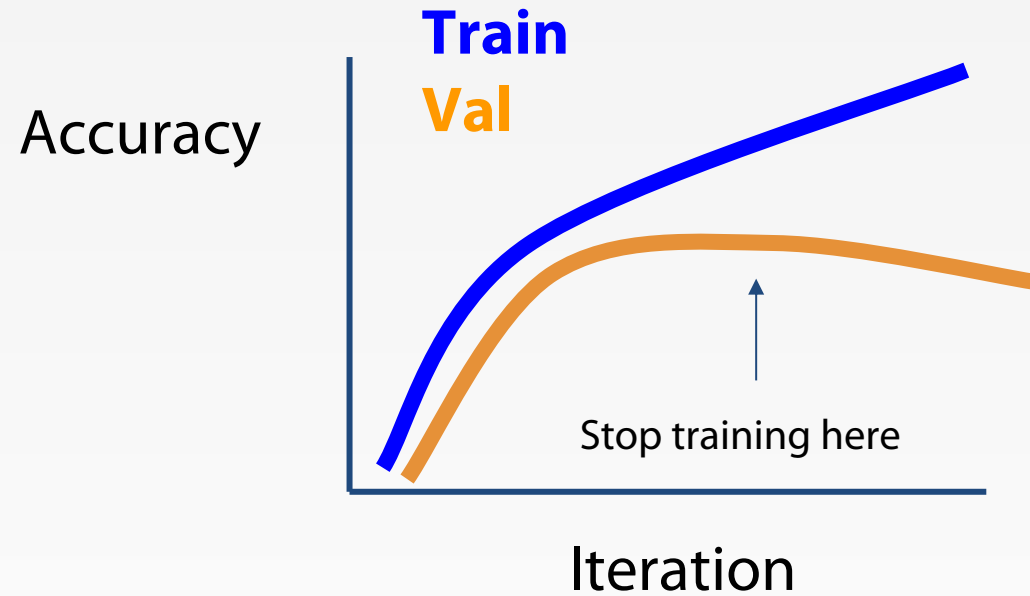 Train
Val
Accuracy
Stop training here
Iteration